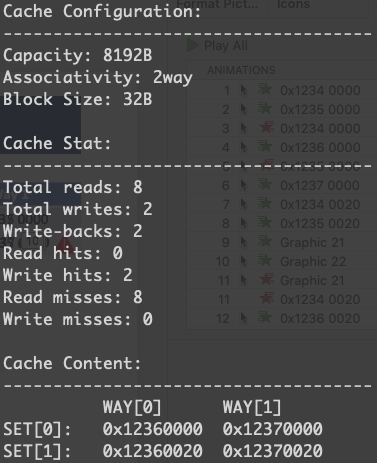 Format Pict...
Icons
Cache Configuration:
Play All
Capacity: 8192B
Associativity: 2way
Block Size: 32B
ANIMATIONS
1 0x1234 0000
2 0x1235 0000
3 0x1234 0000
4 0x1236 0000
5 0x1235 0000
6 0x1237 0000
7 0x1234 0020
8 0x1235 0020
9 Graphic 21
10 Graphic 22
11 Graphic 21
11 0x1234 0020
12 0x1236 0020
Cache Stat:
Total reads: 8
Total writes: 2
Write-backs: 2
Read hits: 0
Write hits: 2
Read misses: 8
Write misses: 0
Cache Content:
WAY[0] WAY[1]
SET[0]: 0x12360000 0x12370000
SET[1]: 0x12360020 0x12370020